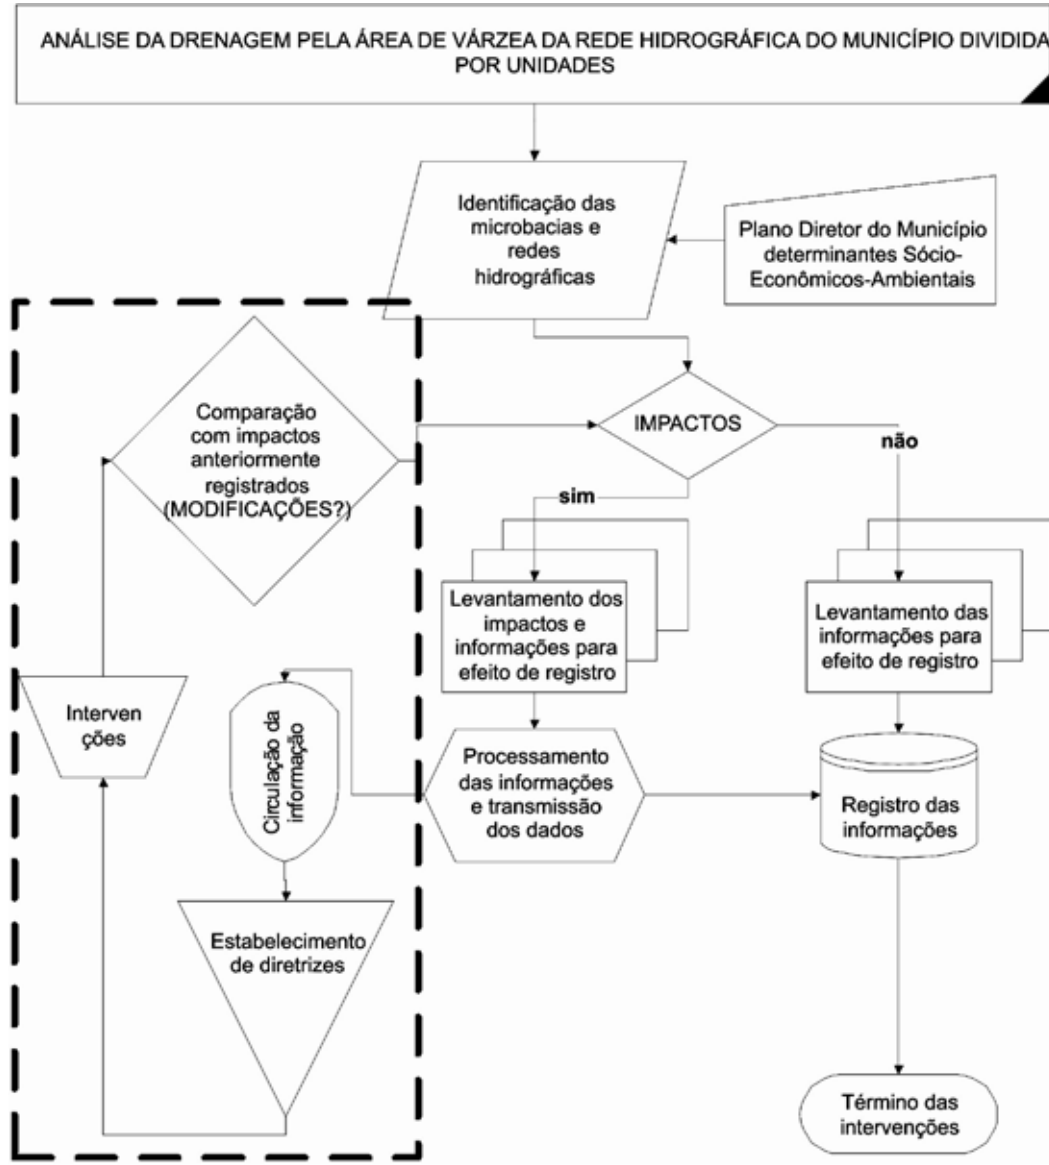 ANÁLISE DA DRENAGEM PELA ÁREA DE VÁRZEA DA REDE HIDROGRÁFICA DO MUNICÍPIO DIVIDIDA
POR UNIDADES
Identificação das
microbacias e
redes
hidrográficas
Plano Diretor do Município
determinantes Sócio-
Econômicos-Ambientais
Comparação
com impactos
anteriormente
registrados
(MODIFICAÇÕES?)
IMPACTOS
não
sim
Levantamento dos
impactos e
informações para
efeito de registro
Levantamento das
informações para
efeito de registro
Interven
ções
Circulação da
informação
Processamento
das informações
e transmissão
dos dados
Registro das
informações
Estabelecimento
de diretrizes
Término das
intervenções